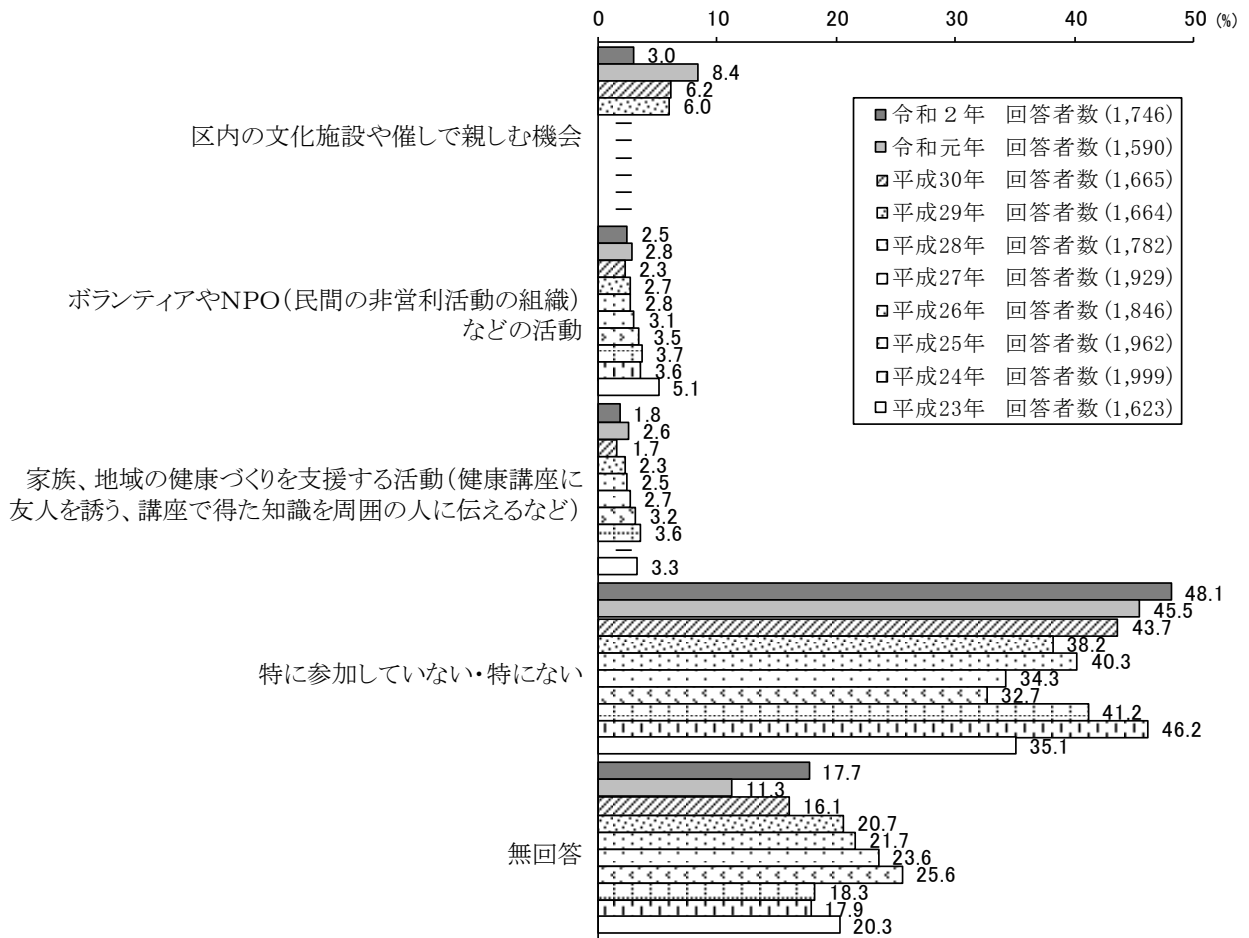 0 10 20 30 40 50 (%)
3.0
8.4
6.2
6.0
区内の文化施設や催しで親しむ機会
―
―
―
―
―
―
令和２年 回答者数(1,746)
令和元年 回答者数(1,590)
平成30年 回答者数(1,665)
平成29年 回答者数(1,664)
平成28年 回答者数(1,782)
平成27年 回答者数(1,929)
平成26年 回答者数(1,846)
平成25年 回答者数(1,962)
平成24年 回答者数(1,999)
平成23年 回答者数(1,623)
2.5
2.8
2.3
2.7
2.8
3.1
3.5
3.7
3.6
5.1
ボランティアやNPO(民間の非営利活動の組織)
などの活動
1.8
2.6
1.7
2.3
2.5
2.7
3.2
3.6
―
3.3
家族、地域の健康づくりを支援する活動(健康講座に
友人を誘う、講座で得た知識を周囲の人に伝えるなど)
48.1
45.5
43.7
38.2
40.3
34.3
32.7
41.2
46.2
35.1
特に参加していない・特にない
17.7
11.3
16.1
20.7
21.7
23.6
25.6
18.3
17.9
20.3
無回答